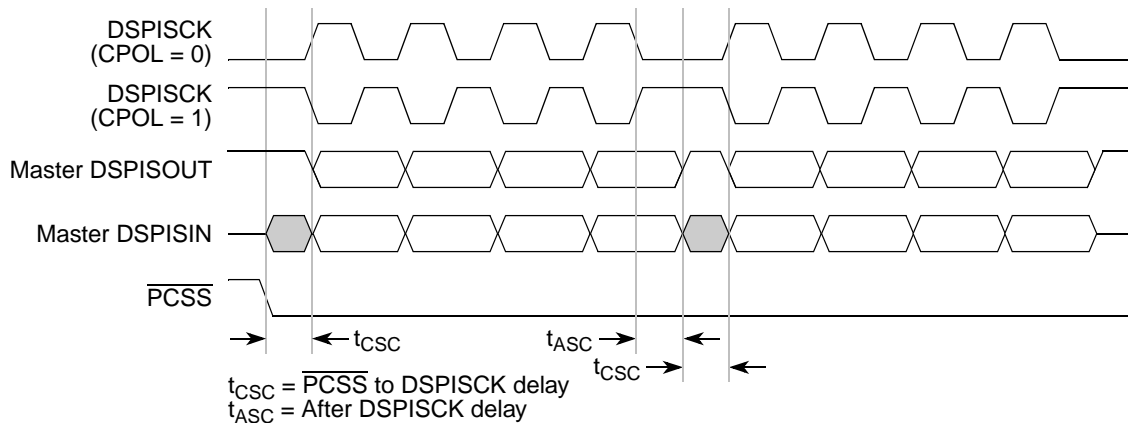 DSPISCK
(CPOL = 0)
DSPISCK
(CPOL = 1)
Master DSPISOUT
Master DSPISIN
PCSS
tCSC
tASC
tCSC
tCSC = PCSS to DSPISCK delay
tASC = After DSPISCK delay